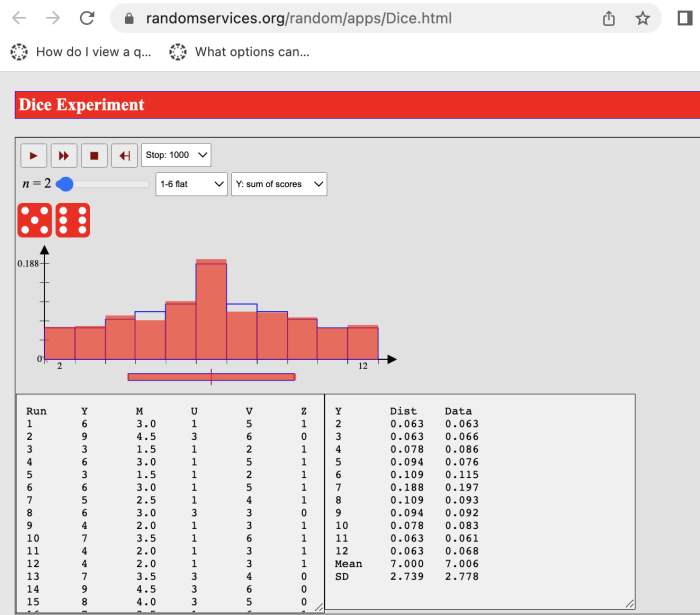 randomservices.org/random/apps/Dice.html
How do I view a q... What options can...
Dice Experiment
Stop: 1000
n = 2 1-6 flat Y: sum of scores
0.188
0
2 12
Run Y M U V Z
1 6 3.0 1 5 1
2 9 4.5 3 6 0
3 3 1.5 1 2 1
4 6 3.0 1 5 1
5 3 1.5 1 2 1
6 6 3.0 1 5 1
7 5 2.5 1 4 1
8 6 3.0 3 3 0
9 4 2.0 1 3 1
10 7 3.5 1 6 1
11 4 2.0 1 3 1
12 4 2.0 1 3 1
13 7 3.5 3 4 0
14 9 4.5 3 6 0
15 8 4.0 3 5 0
Y Dist Data
2 0.063 0.063
3 0.063 0.066
4 0.078 0.086
5 0.094 0.076
6 0.109 0.115
7 0.188 0.197
8 0.109 0.093
9 0.094 0.092
10 0.078 0.083
11 0.063 0.061
12 0.063 0.068
Mean 7.000 7.006
SD 2.739 2.778